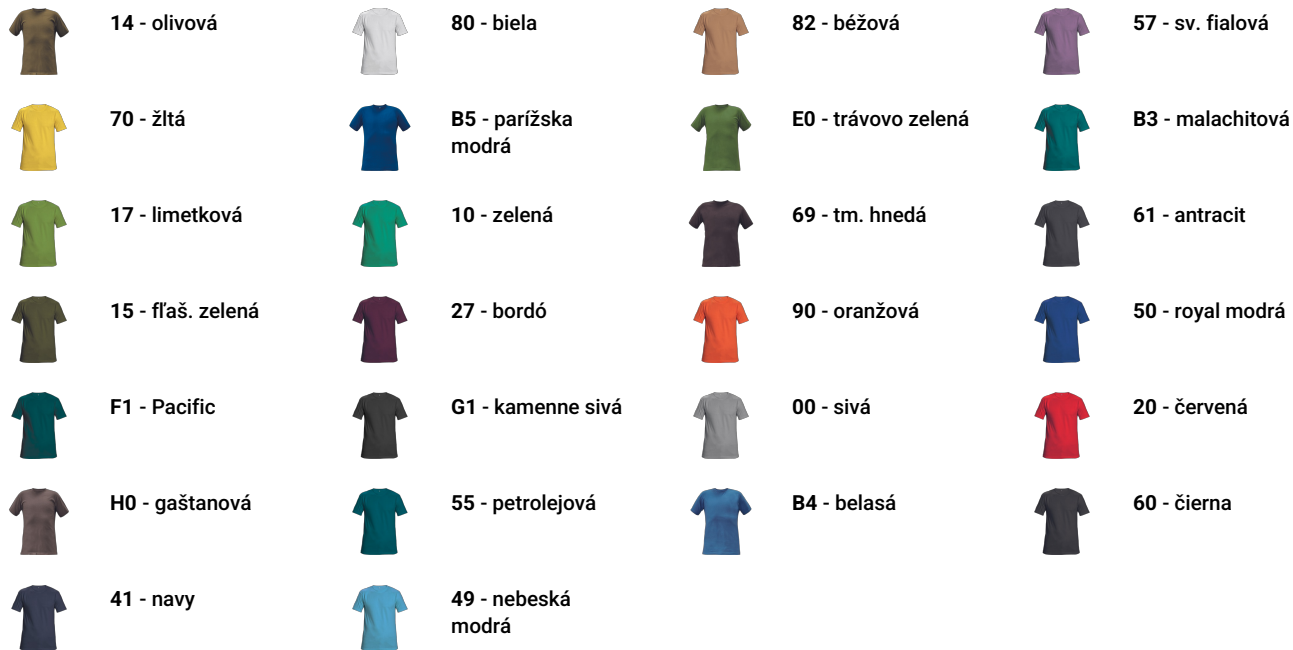 14 - olivová
80 - biela
82 - béžová
57 - sv. fialová
70 - žltá
B5 - parížska
modrá
E0 - trávovo zelená
B3 - malachitová
17 - limetková
10 - zelená
69 - tm. hnedá
61 - antracit
15 - fľaš. zelená
27 - bordó
90 - oranžová
50 - royal modrá
F1 - Pacific
G1 - kamenne sivá
00 - sivá
20 - červená
H0 - gaštanová
55 - petrolejová
B4 - belasá
60 - čierna
41 - navy
49 - nebeská
modrá